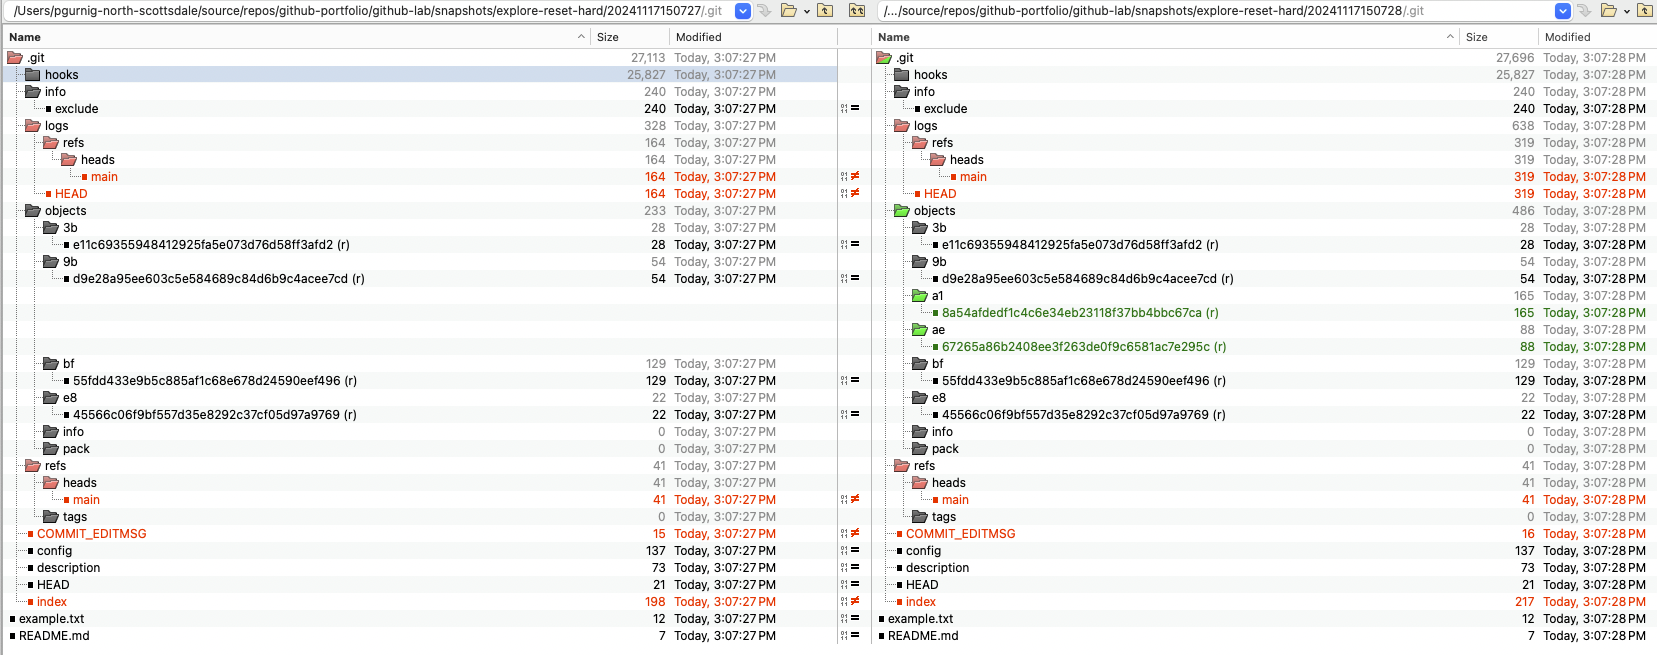 /Users/pgurnig-north-scottsdale/source/repos/github-portfolio/github-lab/snapshots/explore-reset-hard/20241117150727/.git /.../source/repos/github-portfolio/github-lab/snapshots/explore-reset-hard/20241117150728/.git
Name Size Modified Name Size Modified
.git 27,113 Today, 3:07:27 PM .git 27,696 Today, 3:07:28 PM
hooks 25,827 Today, 3:07:27 PM hooks 25,827 Today, 3:07:28 PM
info 240 Today, 3:07:27 PM info 240 Today, 3:07:28 PM
exclude 240 Today, 3:07:27 PM = exclude 240 Today, 3:07:28 PM
logs 328 Today, 3:07:27 PM logs 638 Today, 3:07:28 PM
refs 164 Today, 3:07:27 PM refs 319 Today, 3:07:28 PM
heads 164 Today, 3:07:27 PM heads 319 Today, 3:07:28 PM
main 164 Today, 3:07:27 PM ≠ main 319 Today, 3:07:28 PM
HEAD 164 Today, 3:07:27 PM ≠ HEAD 319 Today, 3:07:28 PM
objects 233 Today, 3:07:27 PM objects 486 Today, 3:07:28 PM
3b 28 Today, 3:07:27 PM 3b 28 Today, 3:07:28 PM
e11c69355948412925fa5e073d76d58ff3afd2 (r) 28 Today, 3:07:27 PM = e11c69355948412925fa5e073d76d58ff3afd2 (r) 28 Today, 3:07:28 PM
9b 54 Today, 3:07:27 PM 9b 54 Today, 3:07:28 PM
d9e28a95ee603c5e584689c84d6b9c4acee7cd (r) 54 Today, 3:07:27 PM = d9e28a95ee603c5e584689c84d6b9c4acee7cd (r) 54 Today, 3:07:28 PM
a1 165 Today, 3:07:28 PM
8a54afdedf1c4c6e34eb23118f37bb4bbc67ca (r) 165 Today, 3:07:28 PM
ae 88 Today, 3:07:28 PM
67265a86b2408ee3f263de0f9c6581ac7e295c (r) 88 Today, 3:07:28 PM
bf 129 Today, 3:07:27 PM bf 129 Today, 3:07:28 PM
55fdd433e9b5c885af1c68e678d24590eef496 (r) 129 Today, 3:07:27 PM = 55fdd433e9b5c885af1c68e678d24590eef496 (r) 129 Today, 3:07:28 PM
e8 22 Today, 3:07:27 PM e8 22 Today, 3:07:28 PM
45566c06f9bf557d35e8292c37cf05d97a9769 (r) 22 Today, 3:07:27 PM = 45566c06f9bf557d35e8292c37cf05d97a9769 (r) 22 Today, 3:07:28 PM
info 0 Today, 3:07:27 PM info 0 Today, 3:07:28 PM
pack 0 Today, 3:07:27 PM pack 0 Today, 3:07:28 PM
refs 41 Today, 3:07:27 PM refs 41 Today, 3:07:28 PM
heads 41 Today, 3:07:27 PM heads 41 Today, 3:07:28 PM
main 41 Today, 3:07:27 PM ≠ main 41 Today, 3:07:28 PM
tags 0 Today, 3:07:27 PM tags 0 Today, 3:07:28 PM
COMMIT_EDITMSG 15 Today, 3:07:27 PM ≠ COMMIT_EDITMSG 16 Today, 3:07:28 PM
config 137 Today, 3:07:27 PM = config 137 Today, 3:07:28 PM
description 73 Today, 3:07:27 PM = description 73 Today, 3:07:28 PM
HEAD 21 Today, 3:07:27 PM = HEAD 21 Today, 3:07:28 PM
index 198 Today, 3:07:27 PM ≠ index 217 Today, 3:07:28 PM
example.txt 12 Today, 3:07:27 PM = example.txt 12 Today, 3:07:28 PM
README.md 7 Today, 3:07:27 PM = README.md 7 Today, 3:07:28 PM